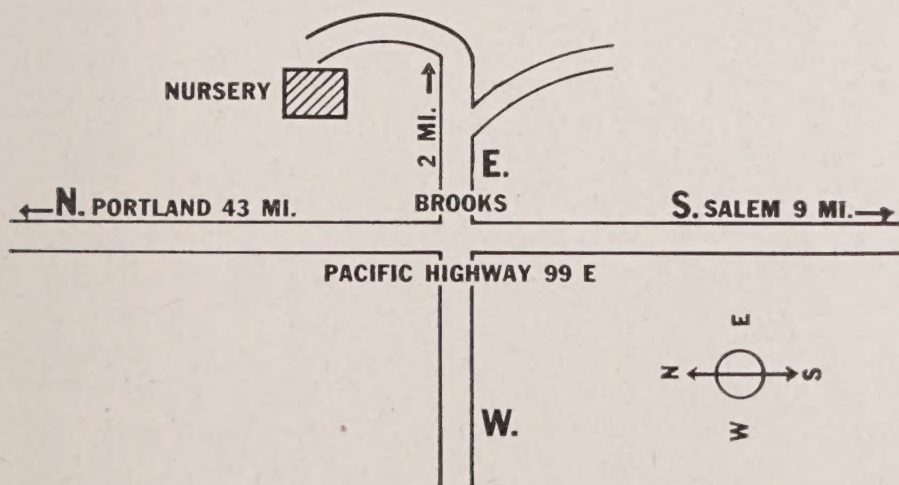 NURSERY
2 MI.
E.
←N. PORTLAND 43 MI.
BROOKS
S. SALEM 9 MI.→
PACIFIC HIGHWAY 99 E
E
N S
W
W.